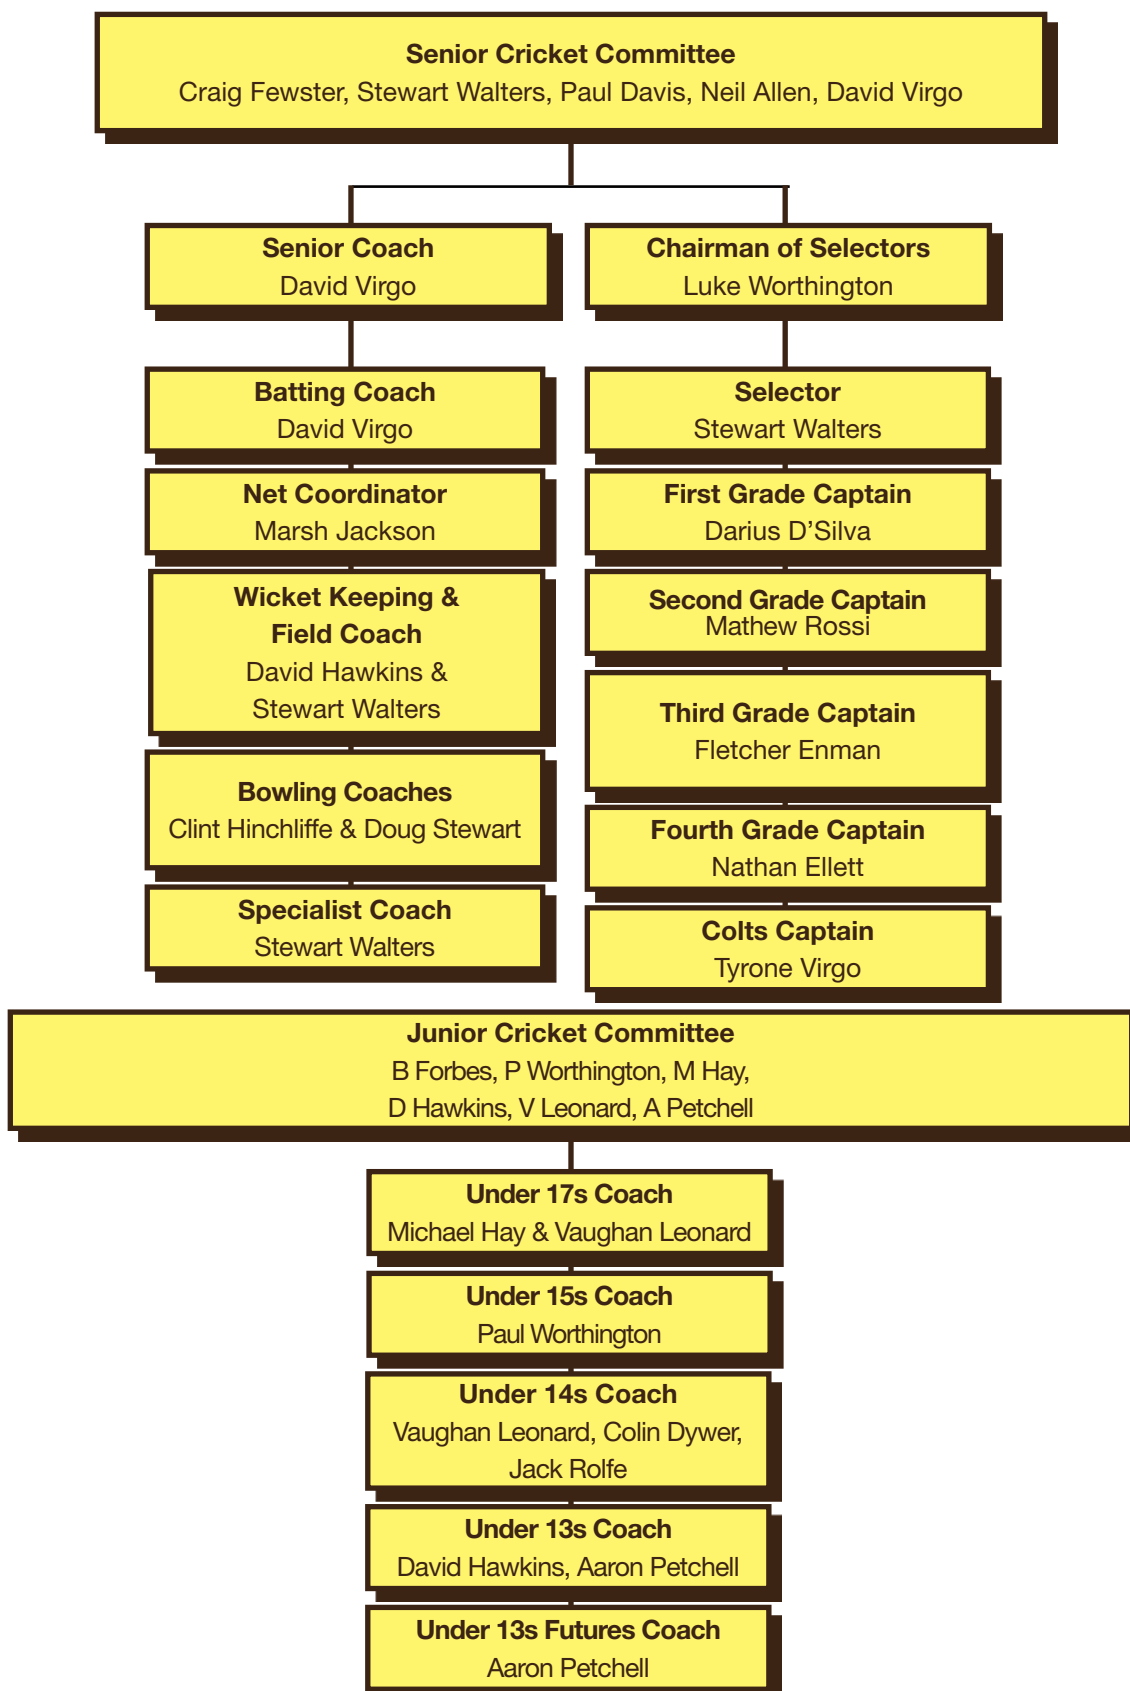 Senior Cricket Committee
Craig Fewster, Stewart Walters, Paul Davis, Neil Allen, David Virgo
Senior Coach
David Virgo
Chairman of Selectors
Luke Worthington
Batting Coach
David Virgo
Selector
Stewart Walters
Net Coordinator
Marsh Jackson
First Grade Captain
Darius D’Silva
Wicket Keeping &
Field Coach
David Hawkins &
Stewart Walters
Second Grade Captain
Mathew Rossi
Third Grade Captain
Fletcher Enman
Bowling Coaches
Clint Hinchliffe & Doug Stewart
Fourth Grade Captain
Nathan Ellett
Specialist Coach
Stewart Walters
Colts Captain
Tyrone Virgo
Junior Cricket Committee
B Forbes, P Worthington, M Hay,
D Hawkins, V Leonard, A Petchell
Under 17s Coach
Michael Hay & Vaughan Leonard
Under 15s Coach
Paul Worthington
Under 14s Coach
Vaughan Leonard, Colin Dywer,
Jack Rolfe
Under 13s Coach
David Hawkins, Aaron Petchell
Under 13s Futures Coach
Aaron Petchell